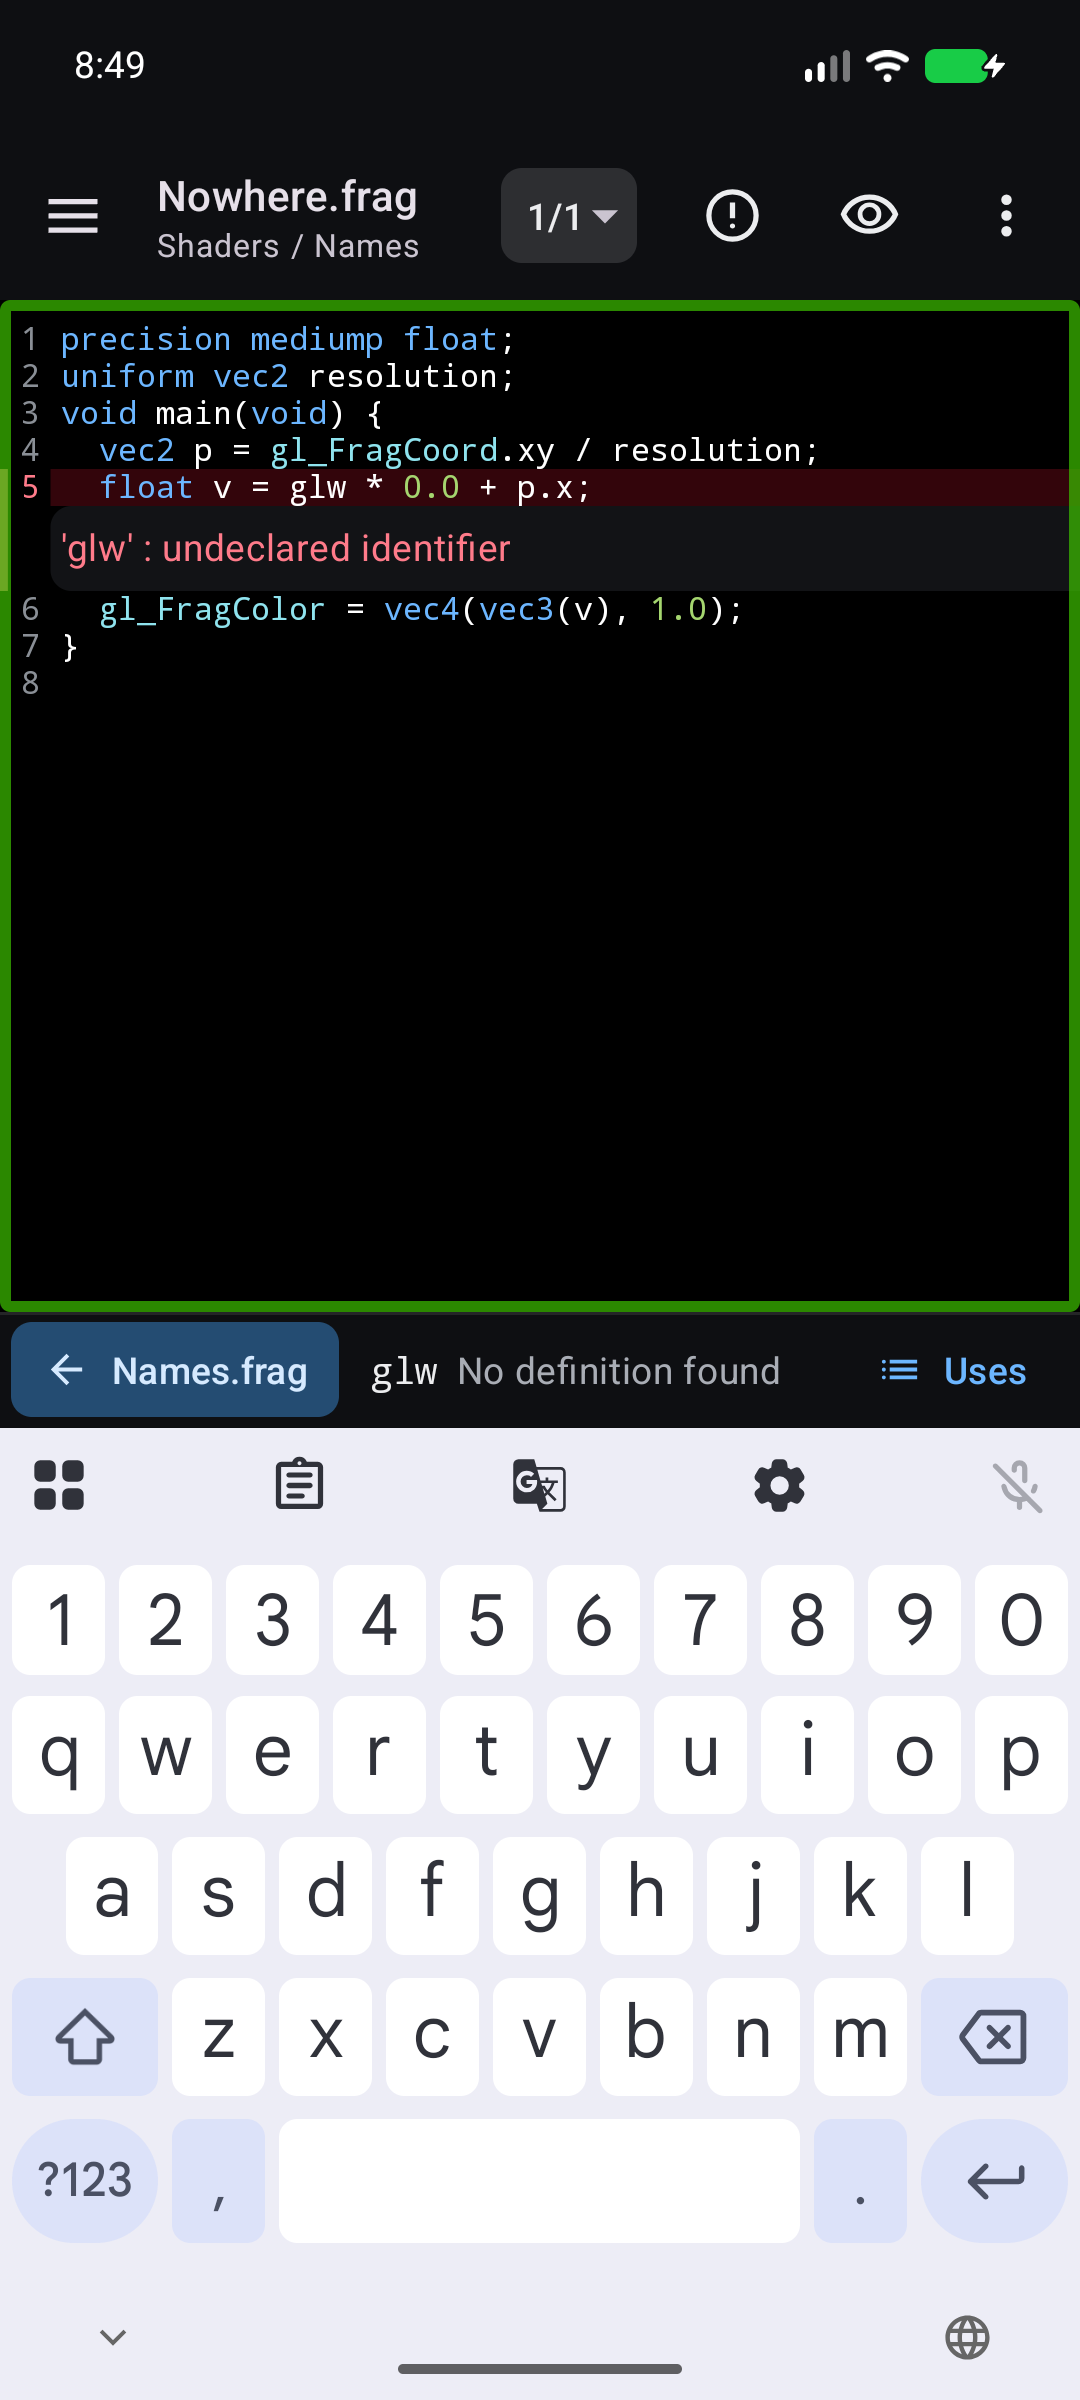 8:49
Nowhere.frag
Shaders / Names
1/1
1 precision mediump float;
2 uniform vec2 resolution;
3 void main(void) {
4   vec2 p = gl_FragCoord.xy / resolution;
5   float v = glw * 0.0 + p.x;
'glw' : undeclared identifier
6   gl_FragColor = vec4(vec3(v), 1.0);
7 }
8
Names.frag glw No definition found Uses
1 2 3 4 5 6 7 8 9 0
q w e r t y u i o p
a s d f g h j k l
z x c v b n m
?123 , .